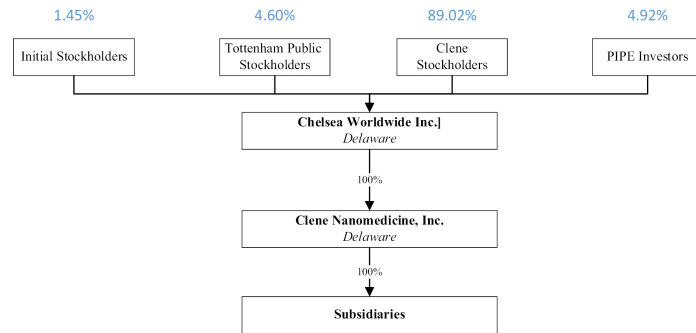 1.45%
4.60%
89.02%
4.92%
Initial Stockholders
Tottenham Public
Stockholders
Clene
Stockholders
PIPE Investors
Chelsea Worldwide Inc.]
Delaware
100%
Clene Nanomedicine, Inc.
Delaware
100%
Subsidiaries